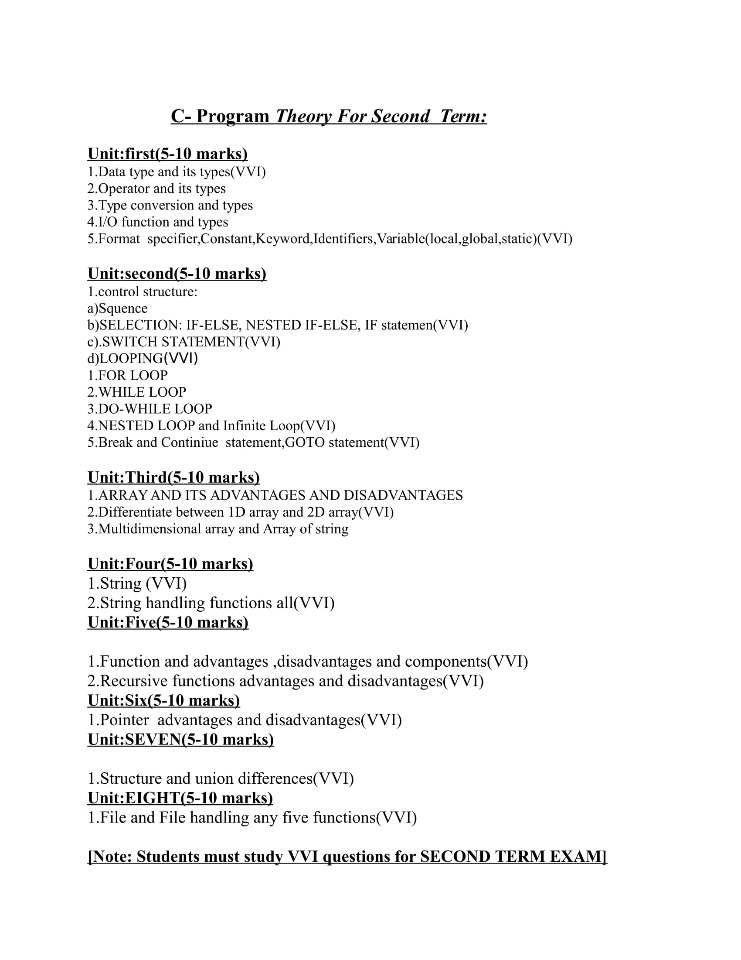 C- Program Theory For Second Term:
Unit:first(5-10 marks)
1.Data type and its types(VVI)
2.Operator and its types
3.Type conversion and types
4.I/O function and types
5.Format specifier,Constant,Keyword,Identifiers,Variable(local,global,static)(VVI)
Unit:second(5-10 marks)
1.control structure:
a)Squence
b)SELECTION: IF-ELSE, NESTED IF-ELSE, IF statemen(VVI)
c).SWITCH STATEMENT(VVI)
d)LOOPING(VVI)
1.FOR LOOP
2.WHILE LOOP
3.DO-WHILE LOOP
4.NESTED LOOP and Infinite Loop(VVI)
5.Break and Continiue statement,GOTO statement(VVI)
Unit:Third(5-10 marks)
1.ARRAY AND ITS ADVANTAGES AND DISADVANTAGES
2.Differentiate between 1D array and 2D array(VVI)
3.Multidimensional array and Array of string
Unit:Four(5-10 marks)
1.String (VVI)
2.String handling functions all(VVI)
Unit:Five(5-10 marks)
1.Function and advantages ,disadvantages and components(VVI)
2.Recursive functions advantages and disadvantages(VVI)
Unit:Six(5-10 marks)
1.Pointer advantages and disadvantages(VVI)
Unit:SEVEN(5-10 marks)
1.Structure and union differences(VVI)
Unit:EIGHT(5-10 marks)
1.File and File handling any five functions(VVI)
[Note: Students must study VVI questions for SECOND TERM EXAM]